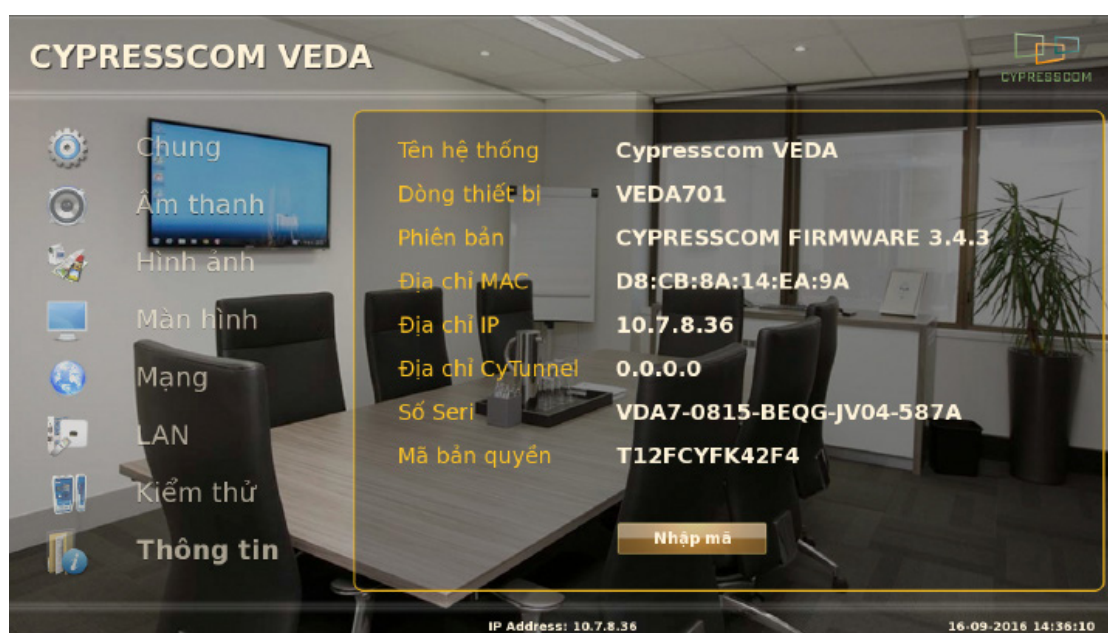 CYPRESSCOM VEDA
CYPRESSCOM
Chung
Âm thanh
Hình ảnh
Màn hình
Mạng
LAN
Kiểm thử
Thông tin
Tên hệ thống Cypresscom VEDA
Dòng thiết bị VEDA701
Phiên bản CYPRESSCOM FIRMWARE 3.4.3
Địa chỉ MAC D8:CB:8A:14:EA:9A
Địa chỉ IP 10.7.8.36
Địa chỉ CyTunnel 0.0.0.0
Số Seri VDA7-0815-BEQG-JV04-587A
Mã bản quyền T12FCYFK42F4
Nhập mã
IP Address: 10.7.8.36
16-09-2016 14:36:10